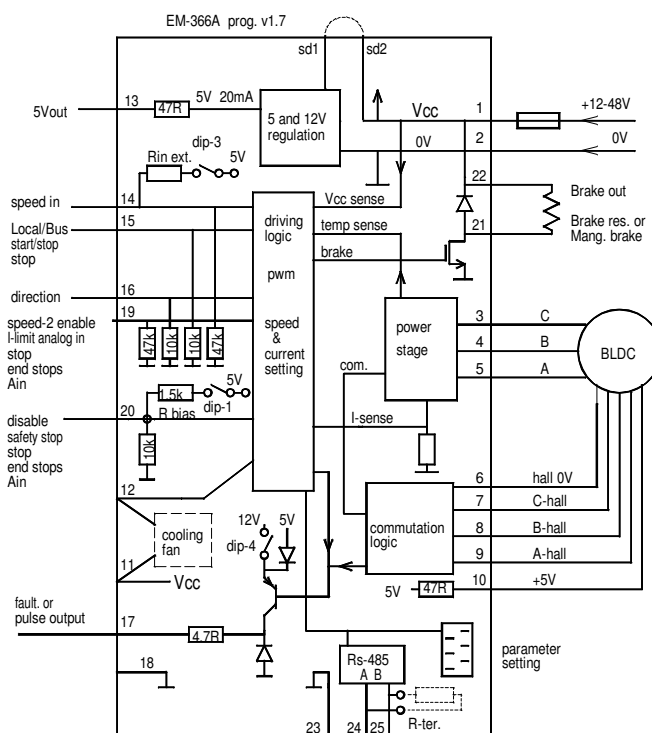 EM-366A prog. v1.7
sd1 sd2
13 47R 5V 20mA
5Vout
5 and 12V
regulation
Vcc 1 +12-48V
0V 2 0V
dip-3
Rin ext. 5V
22
Brake out
21
Brake res. or
Mang. brake
speed in 14
Local/Bus 15
start/stop
stop
direction 16
19
speed-2 enable
I-limit analog in
stop
end stops
Ain
47k 10k 10k 47k
driving
logic
pwm
speed
&
current
setting
Vcc sense
temp sense
brake
power
stage
3 C
4 B
5 A
BLDC
com.
I-sense
5V
1.5k
dip-1
R bias
20
10k
disable
safety stop
stop
end stops
Ain
12
cooling
fan
11
Vcc
12V 5V
dip-4
commutation
logic
6 hall 0V
7 C-hall
8 B-hall
9 A-hall
5V 47R 10 +5V
fault. or
pulse output
17
4.7R
18
Rs-485
A B
parameter
setting
R-ter.
23 24 25